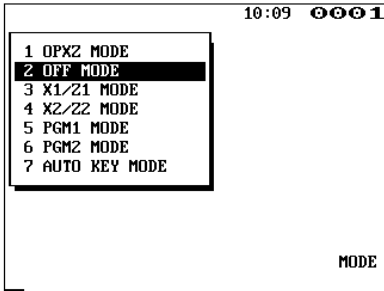 10:09 0001
1 OPXZ MODE
2 OFF MODE
3 X1/Z1 MODE
4 X2/Z2 MODE
5 PGM1 MODE
6 PGM2 MODE
7 AUTO KEY MODE
MODE